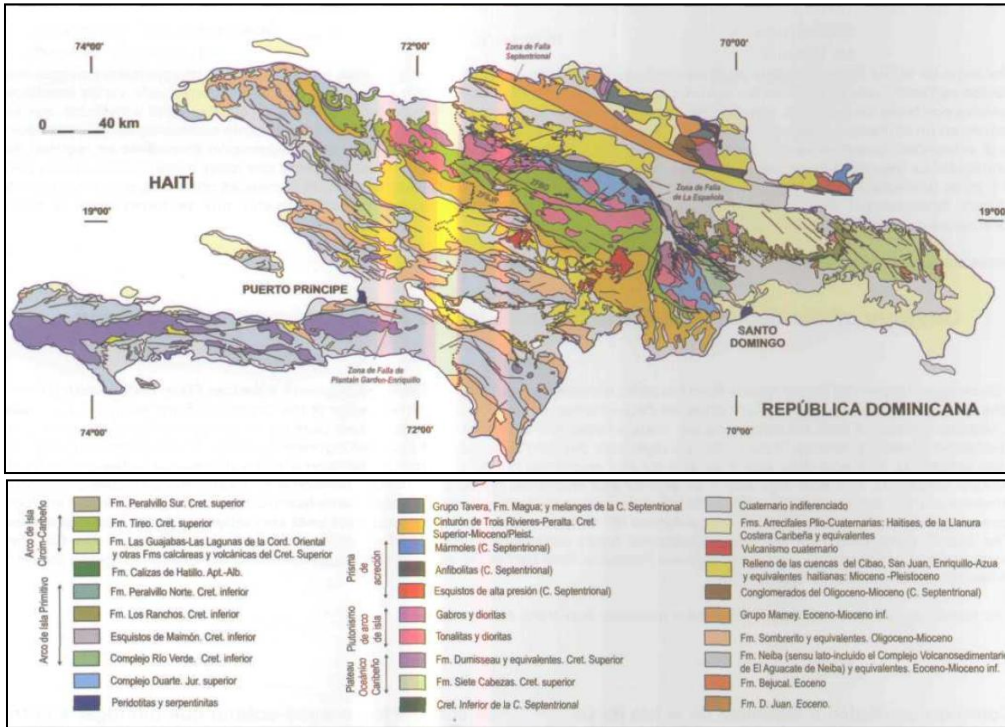 74°00'
72°00'
70°00'
Zona de Falla
Septentrional
0 40 km
HAITÍ
ZFBG
Zona de Falla
de La Española
19°00'
19°00'
PUERTO PRíNCIPE
SANTO
DOMINGO
Zona de Falla de
Plantain Garden-Enriquillo
REPÚBLICA DOMINICANA
74°00'
72°00'
70°00'
Arco de Isla
Circúm-Caribeño
Fm. Peralvillo Sur. Cret. superior
Fm. Tireo. Cret. superior
Fm. Las Guajabas-Las Lagunas de la Cord. Oriental
y otras Fms calcáreas y volcánicas del Cret. Superior
Arco de Isla Primitivo
Fm. Calizas de Hatillo. Apt.-Alb.
Fm. Peralvillo Norte. Cret. inferior
Fm. Los Ranchos. Cret. inferior
Esquistos de Maimón. Cret. inferior
Complejo Río Verde. Cret. inferior
Complejo Duarte. Jur. superior
Peridotitas y serpentinitas
Grupo Tavera, Fm. Magua; y melanges de la C. Septentrional
Cinturón de Trois Rivieres-Peralta. Cret.
Superior-Mioceno/Pleist.
Prisma
de
acreción
Mármoles (C. Septentrional)
Anfibolitas (C. Septentrional)
Esquistos de alta presión (C. Septentrional)
Plutonismo
de arco
de isla
Gabros y dioritas
Tonalitas y dioritas
Plateau
Oceánico
Caribeño
Fm. Dumisseau y equivalentes. Cret. Superior
Fm. Siete Cabezas. Cret. superior
Cret. Inferior de la C. Septentrional
Cuaternario indiferenciado
Fms. Arrecifales Plio-Cuaternarias: Haitises, de la Llanura
Costera Caribeña y equivalentes
Vulcanismo cuaternario
Relleno de las cuencas del Cibao, San Juan, Enriquillo-Azua
y equivalentes haitianas: Mioceno -Pleistoceno
Conglomerados del Oligoceno-Mioceno (C. Septentrional)
Grupo Mamey. Eoceno-Mioceno inf.
Fm. Sombrerito y equivalentes. Oligoceno-Mioceno
Fm. Neiba (sensu lato-incluido el Complejo Volcanosedimentario
de El Aguacate de Neiba) y equivalentes. Eoceno-Mioceno inf.
Fm. Bejucal. Eoceno
Fm. D. Juan. Eoceno.